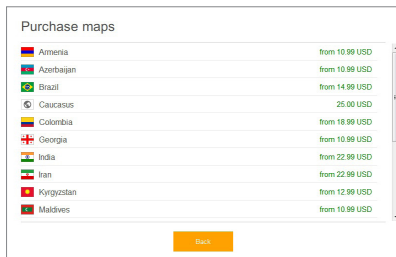 Purchase maps
Armenia from 10.99 USD
Azerbaijan from 10.99 USD
Brazil from 14.99 USD
Caucasus 25.00 USD
Colombia from 18.99 USD
Georgia from 10.99 USD
India from 22.99 USD
Iran from 22.99 USD
Kyrgyzstan from 12.99 USD
Maldives from 10.99 USD
Back